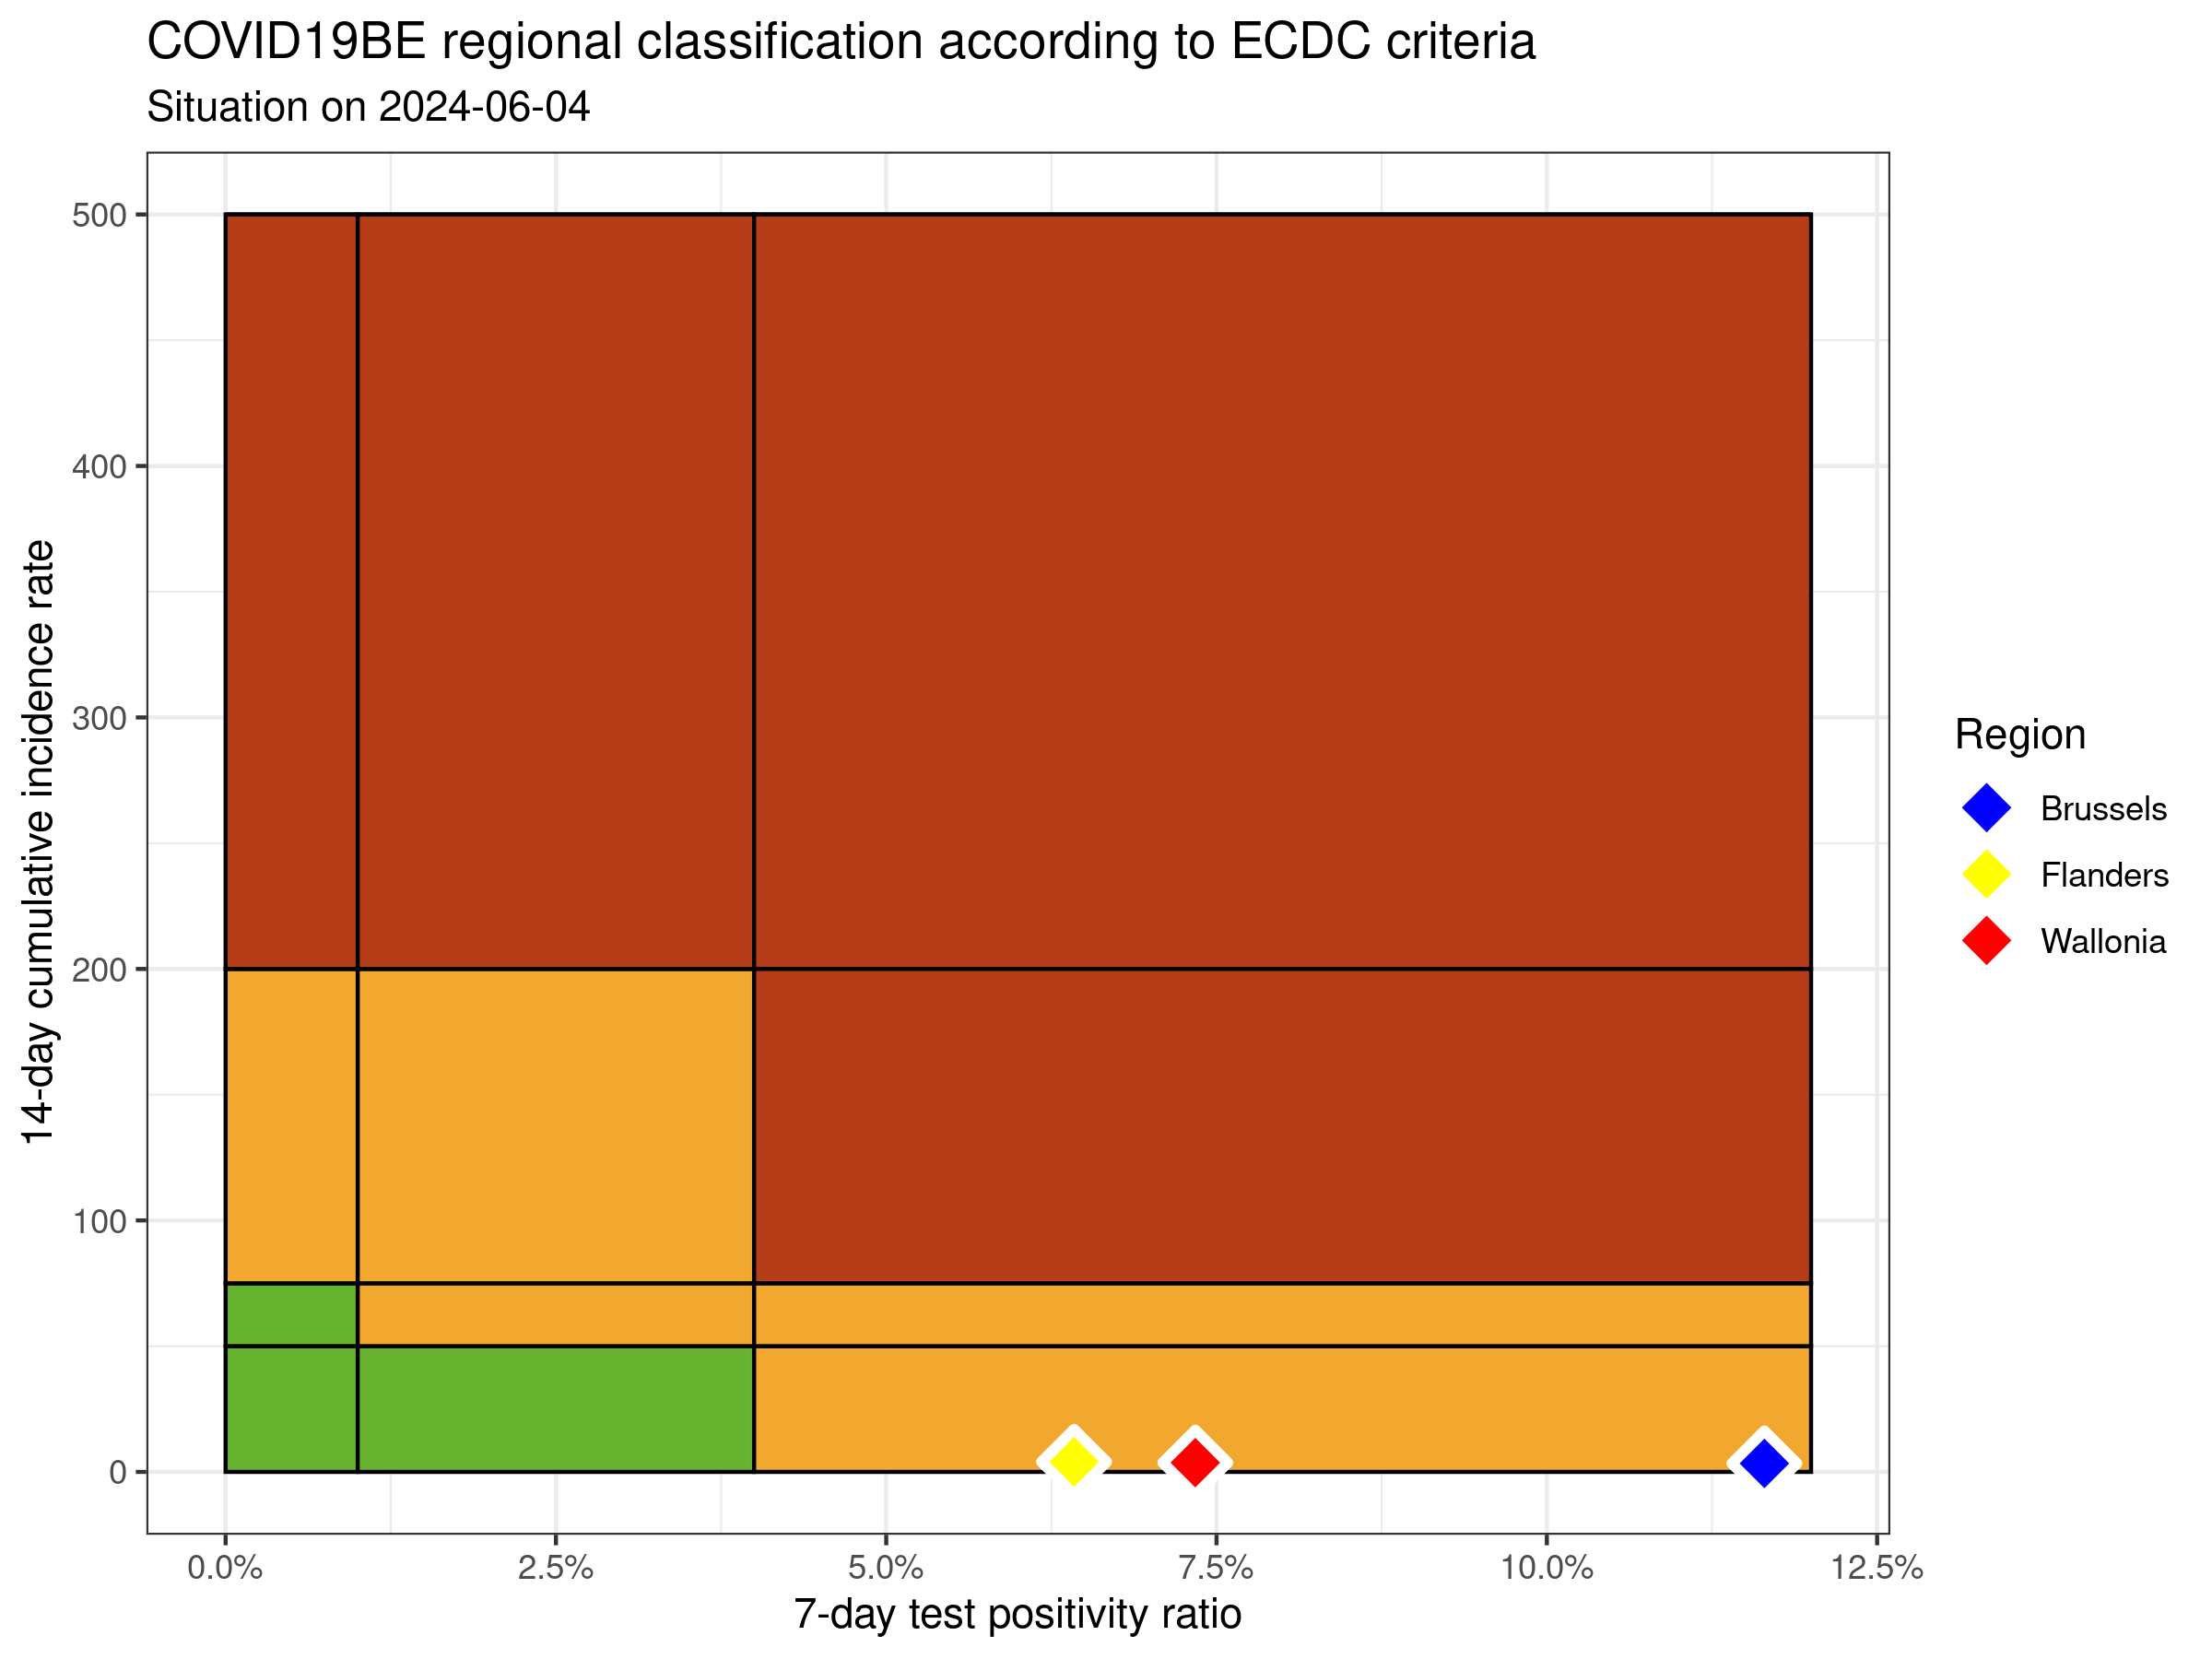 COVID19BE regional classification according to ECDC criteria
Situation on 2024-06-04
500
400
300
200
100
0
14-day cumulative incidence rate
0.0%
2.5%
5.0%
7.5%
10.0%
12.5%
7-day test positivity ratio
Region
Brussels
Flanders
Wallonia